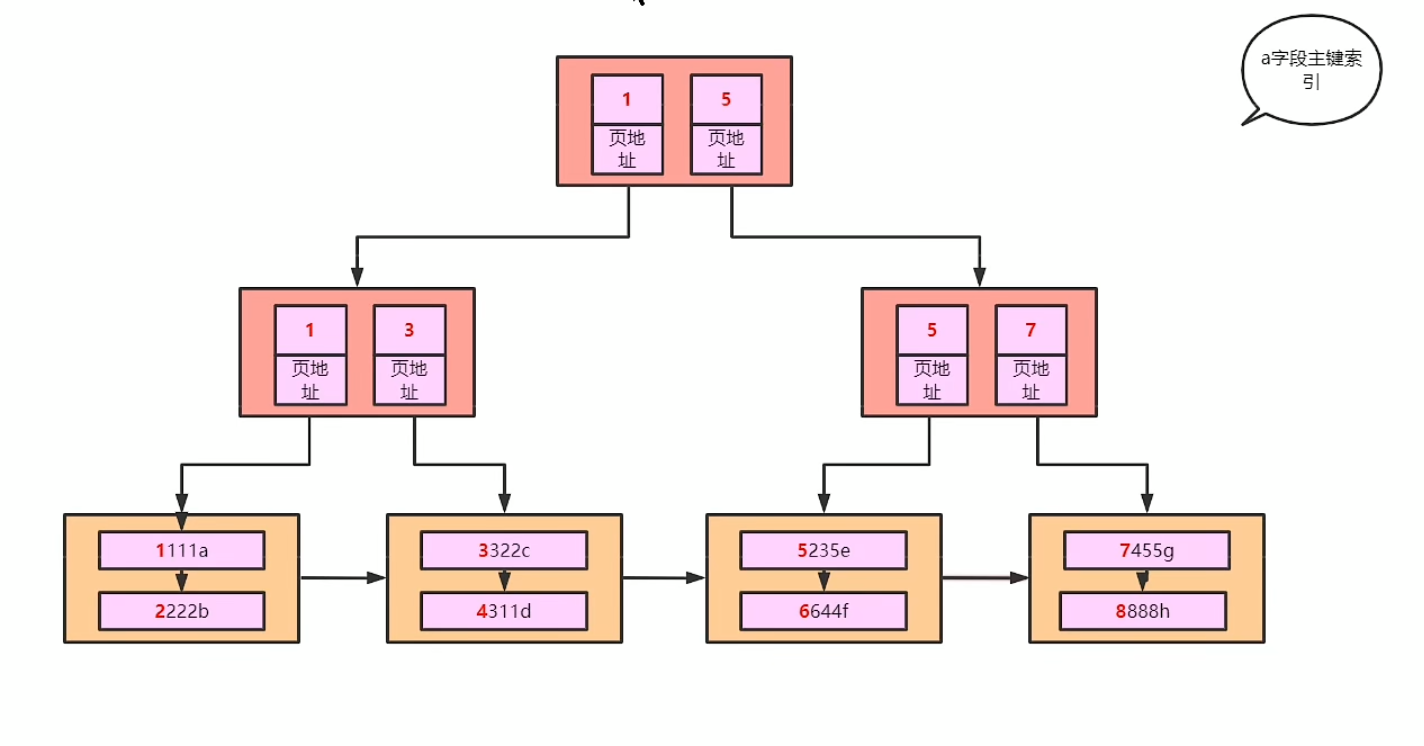 a字段主键索
引
1 5
页地 页地
址 址
1 3 5 7
页地 页地 页地 页地
址 址 址 址
1111a 3322c 5235e 7455g
2222b 4311d 6644f 8888h